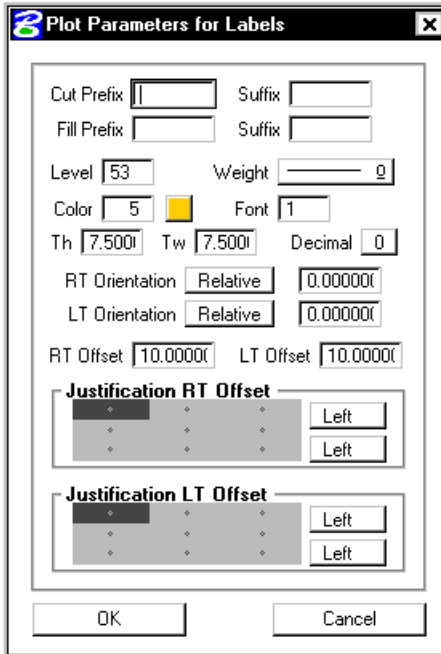 Plot Parameters for Labels
Cut Prefix Suffix
Fill Prefix Suffix
Level 53 Weight 0
Color 5 Font 1
Th 7.500 Tw 7.500 Decimal 0
RT Orientation Relative 0.00000
LT Orientation Relative 0.00000
RT Offset 10.0000 LT Offset 10.0000
Justification RT Offset
Left
Left
Justification LT Offset
Left
Left
OK Cancel